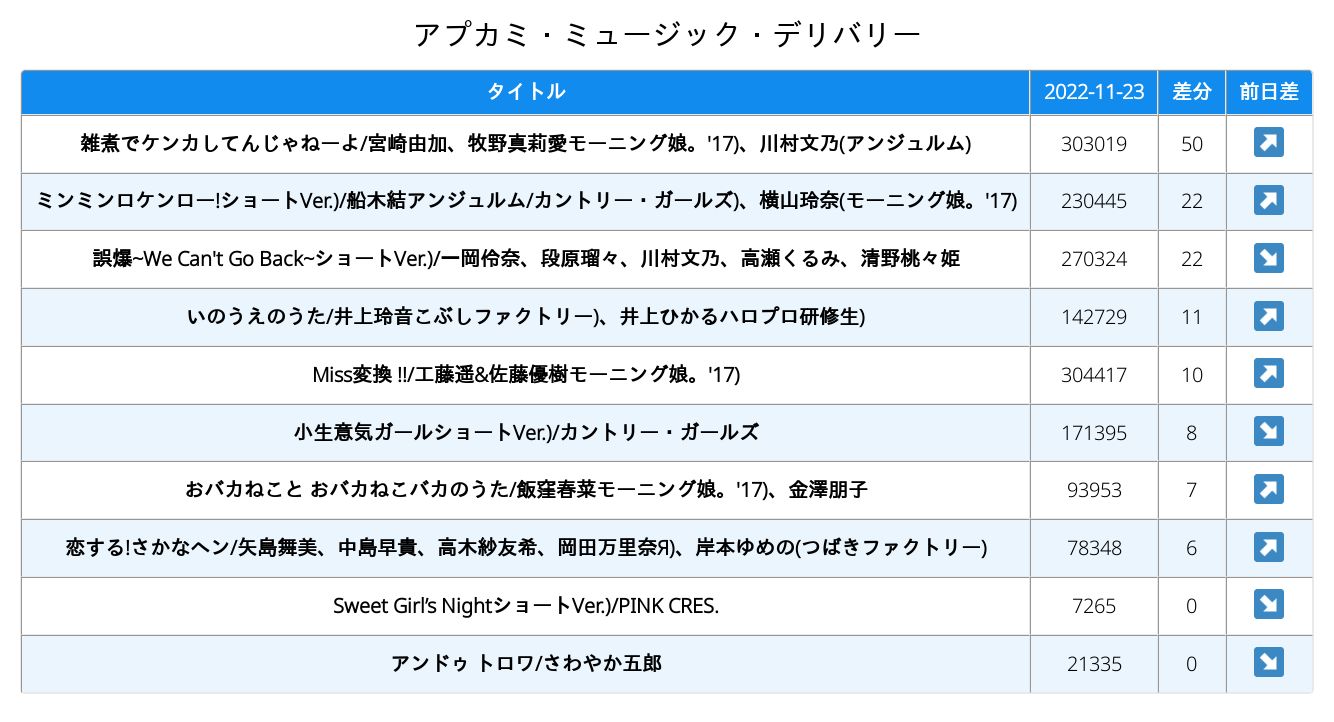 アプカミ・ミュージック・デリバリー
タイトル 2022-11-23 差分 前日差
雑煮でケンカしてんじゃねーよ/宮崎由加、牧野真莉愛モーニング娘。'17)、川村文乃(アンジュルム) 303019 50 ↗
ミンミンロケンロー!ショートVer.)/船木結アンジュルム/カントリー・ガールズ)、横山玲奈(モーニング娘。'17) 230445 22 ↗
誤爆~We Can't Go Back~ショートVer.)/一岡伶奈、段原瑠々、川村文乃、高瀬くるみ、清野桃々姫 270324 22 ↘
いのうえのうた/井上玲音こぶしファクトリー)、井上ひかるハロプロ研修生) 142729 11 ↗
Miss変換 !!/工藤遥&佐藤優樹モーニング娘。'17) 304417 10 ↗
小生意気ガールショートVer.)/カントリー・ガールズ 171395 8 ↘
おバカねこと おバカねこバカのうた/飯窪春菜モーニング娘。'17)、金澤朋子 93953 7 ↗
恋する!さかなヘン/矢島舞美、中島早貴、高木紗友希、岡田万里奈Я)、岸本ゆめの(つばきファクトリー) 78348 6 ↗
Sweet Girl’s NightショートVer.)/PINK CRES. 7265 0 ↘
アンドゥ トロワ/さわやか五郎 21335 0 ↘